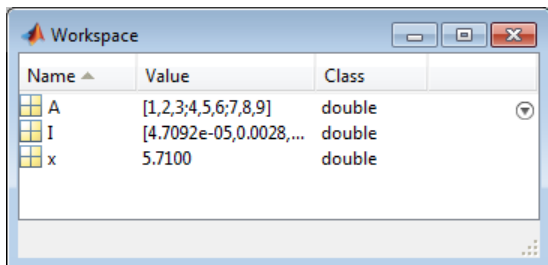 Workspace
Name Value Class
A [1,2,3;4,5,6;7,8,9] double
I [4.7092e-05,0.0028,... double
x 5.7100 double